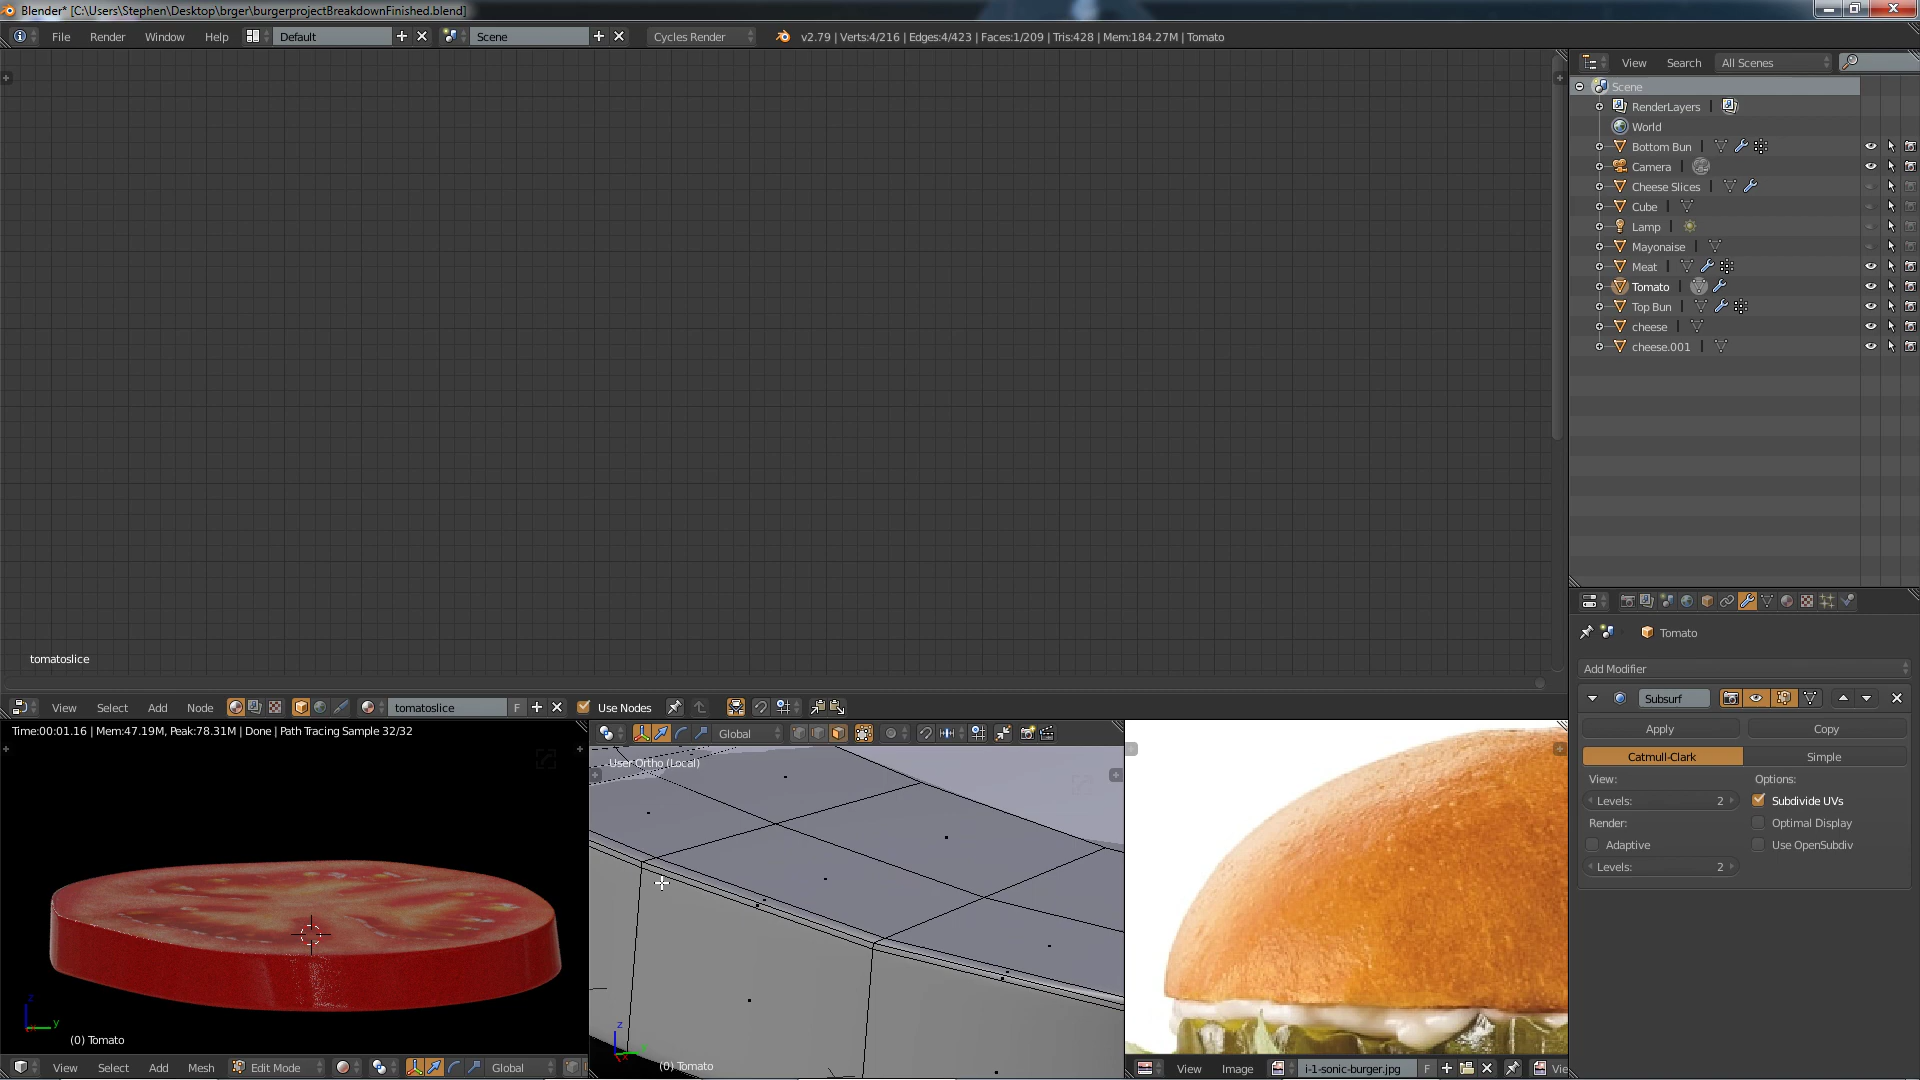 Blender* [C:\Users\Stephen\Desktop\brger\burgerprojectBreakdownFinished.blend]
File Render Window Help Default Scene Cycles Render v2.79 | Verts:4/216 | Edges:4/423 | Faces:1/209 | Tris:428 | Mem:184.27M | Tomato
View Search All Scenes
Scene
RenderLayers
World
Bottom Bun
Camera
Cheese Slices
Cube
Lamp
Mayonaise
Meat
Tomato
Top Bun
cheese
cheese.001
Tomato
Add Modifier
Subsurf
Apply Copy
Catmull-Clark Simple
View: Options:
Levels: 2 Subdivide UVs
Render: Optimal Display
Adaptive Use OpenSubdiv
Levels: 2
tomatoslice
View Select Add Node tomatoslice F Use Nodes
Time:00:01.16 | Mem:47.19M, Peak:78.31M | Done | Path Tracing Sample 32/32
z
y
(0) Tomato
View Select Add Mesh Edit Mode Global
Global
User Ortho (Local)
z
(0) Tomato
View Image i-1-sonic-burger.jpg F Vie